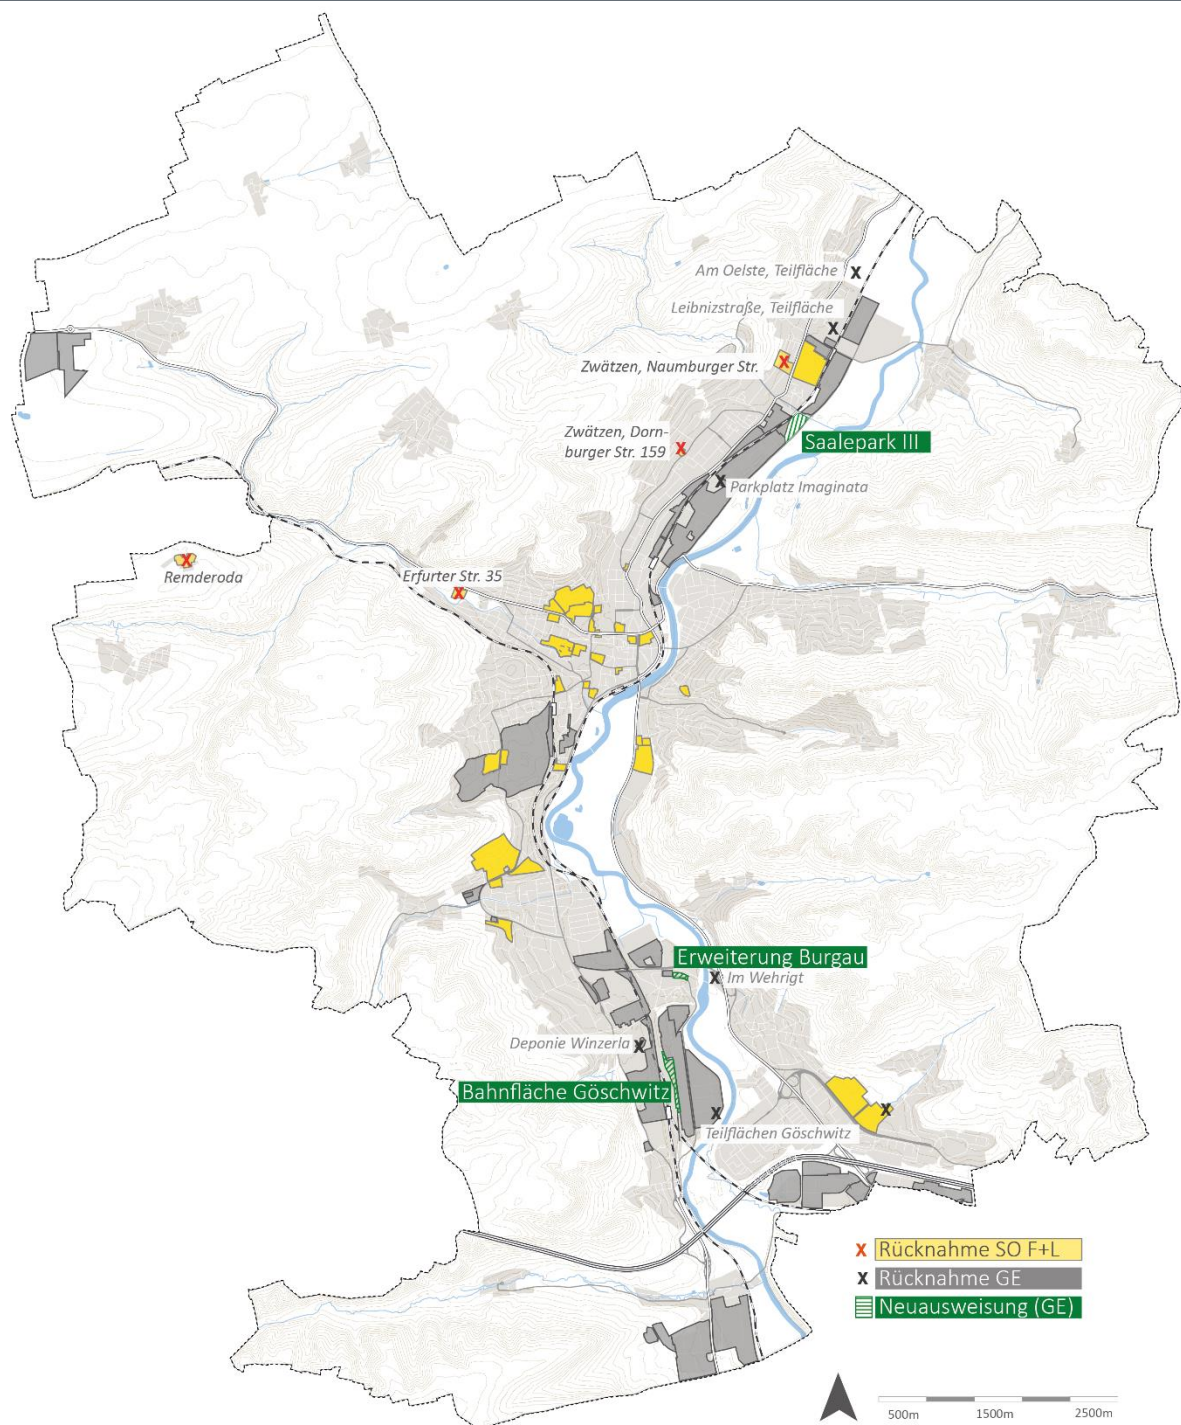 Am Oelste, Teilfläche
x
Leibnizstraße, Teilfläche
x
Zwätzen, Naumburger Str.
x
Saalepark III
Zwätzen, Dorn-
burger Str. 159
x
x
Parkplatz Imaginata
x
Remderoda
Erfurter Str. 35
x
Erweiterung Burgau
x
Im Wehrigt
Deponie Winzerla
x
Bahnfläche Göschwitz
x
x
Teilflächen Göschwitz
x Rücknahme SO F+L
x Rücknahme GE
Neuausweisung (GE)
500m 1500m 2500m